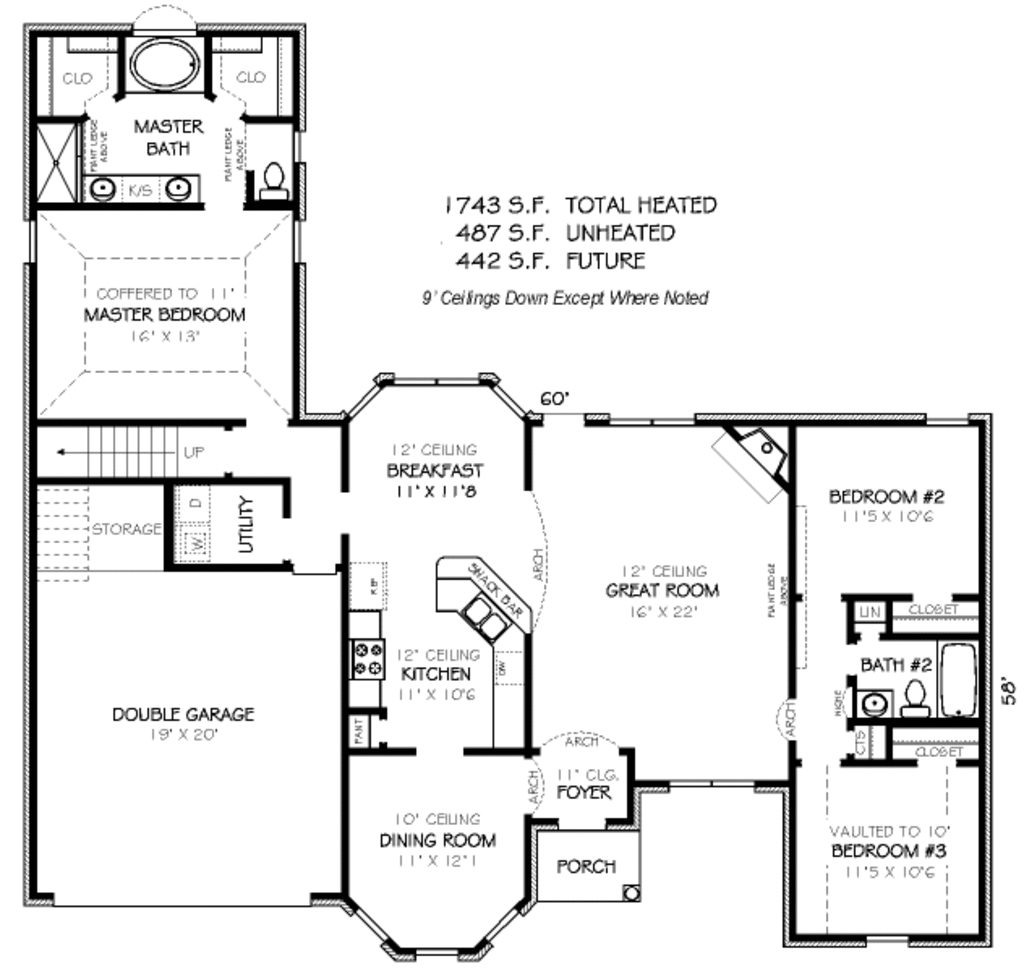 CLO
CLO
MASTER
BATH
PLANT LEDGE
ABOVE
PLANT LEDGE
ABOVE
K/S
1743 S.F. TOTAL HEATED
487 S.F. UNHEATED
442 S.F. FUTURE
9' Ceilings Down Except Where Noted
COFFERED TO 11'
MASTER BEDROOM
16' X 13'
60'
UP
12' CEILING
BREAKFAST
11' X 11'8
BEDROOM #2
11'5 X 10'6
STORAGE
D
W
UTILITY
ARCH
REF
SNACK BAR
12' CEILING
GREAT ROOM
16' X 22'
PLANT LEDGE
ABOVE
LIN
CLOSET
12' CEILING
KITCHEN
11' X 10'6
DW
BATH #2
58'
NICHE
DOUBLE GARAGE
19' X 20'
PANT
ARCH
ARCH
CTS
CLOSET
ARCH
11' CLG.
FOYER
10' CEILING
DINING ROOM
11' X 12'1
PORCH
VAULTED TO 10'
BEDROOM #3
11'5 X 10'6